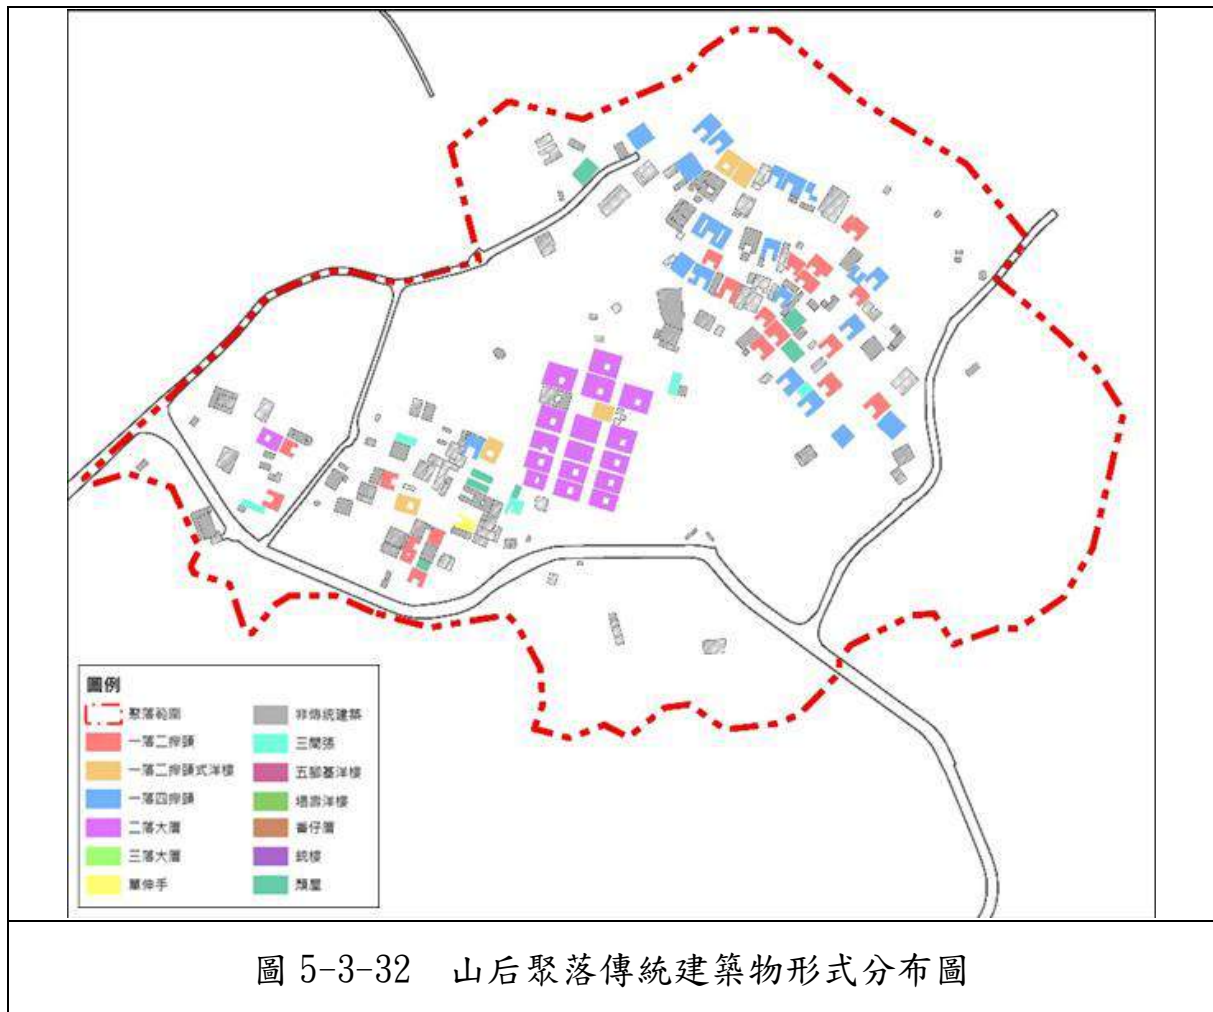 圖例
聚落範圍
一落二櫸頭
一落二櫸頭式洋樓
一落四櫸頭
二落大厝
三落大厝
單伸手
非傳統建築
三間張
五腳基洋樓
塌壽洋樓
番仔厝
銃樓
頹屋
圖 5-3-32 山后聚落傳統建築物形式分布圖